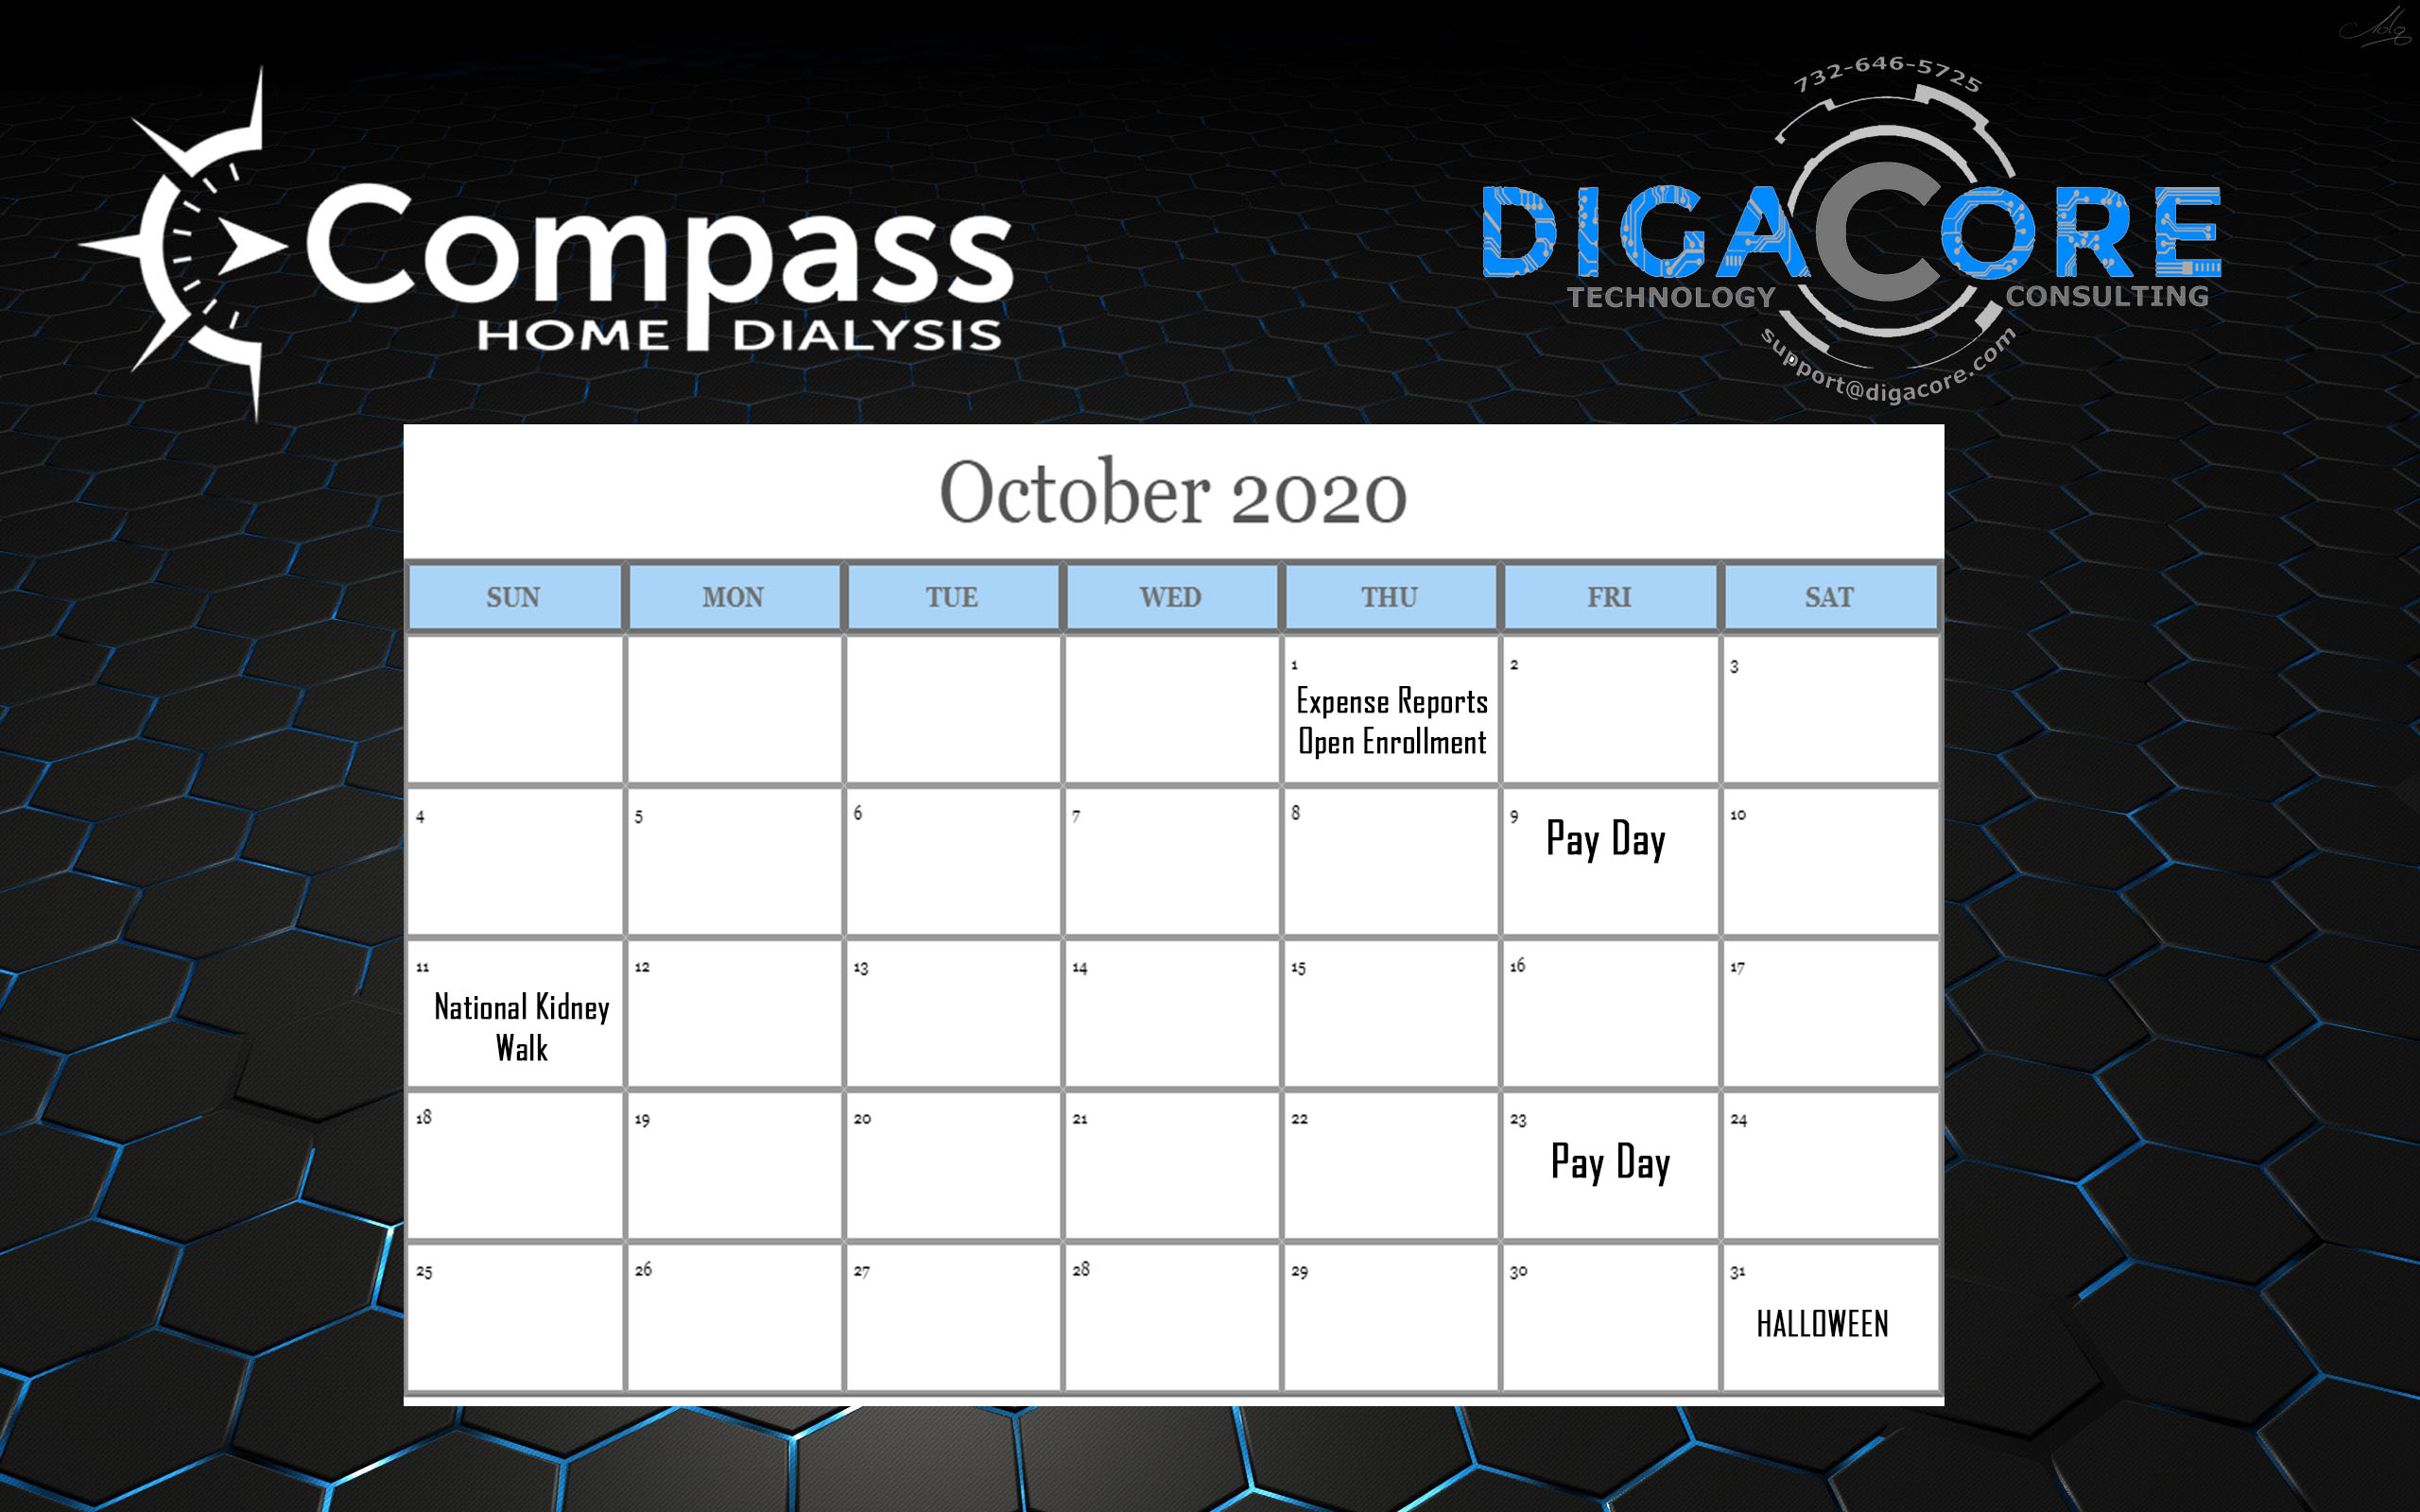 732-646-5725
Compass
HOME DIALYSIS
DIGACORE
TECHNOLOGY CONSULTING
support@digacore.com
October 2020
SUN MON TUE WED THU FRI SAT
1 2 3
Expense Reports
Open Enrollment
4 5 6 7 8 9 10
Pay Day
11 12 13 14 15 16 17
National Kidney
Walk
18 19 20 21 22 23 24
Pay Day
25 26 27 28 29 30 31
HALLOWEEN